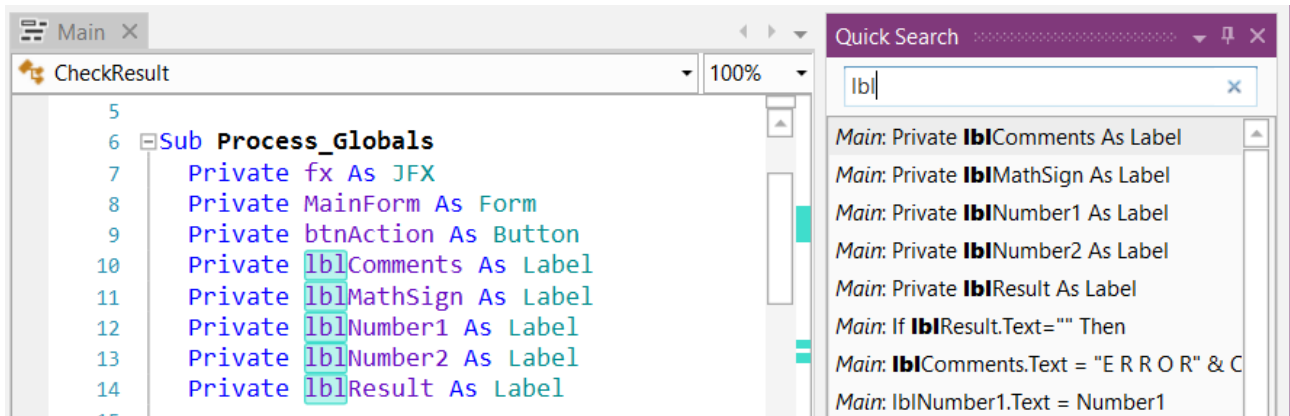 Main
CheckResult
100%
5
6 Sub Process_Globals
7 Private fx As JFX
8 Private MainForm As Form
9 Private btnAction As Button
10 Private lblComments As Label
11 Private lblMathSign As Label
12 Private lblNumber1 As Label
13 Private lblNumber2 As Label
14 Private lblResult As Label
Quick Search
lbl
Main: Private lblComments As Label
Main: Private lblMathSign As Label
Main: Private lblNumber1 As Label
Main: Private lblNumber2 As Label
Main: Private lblResult As Label
Main: If lblResult.Text="" Then
Main: lblComments.Text = "E R R O R" & C
Main: lblNumber1.Text = Number1